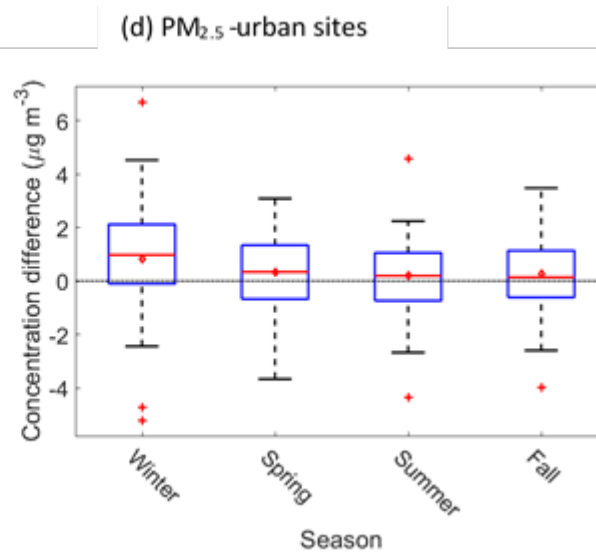 (d) PM₂.₅ -urban sites
Concentration difference (μg m⁻³)
6
4
2
0
-2
-4
Winter
Spring
Summer
Fall
Season